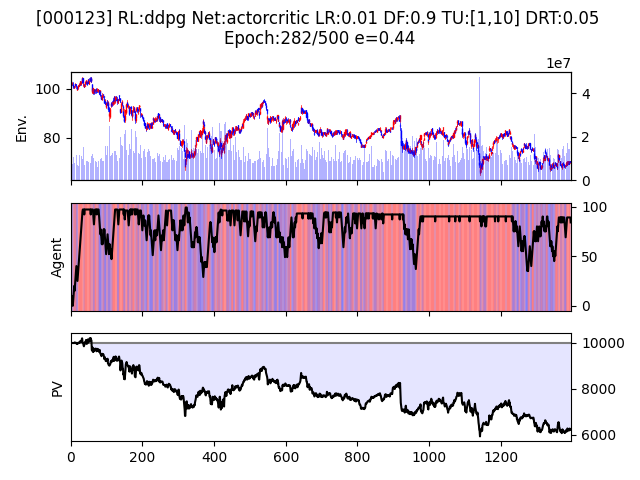 [000123] RL:ddpg Net:actorcritic LR:0.01 DF:0.9 TU:[1,10] DRT:0.05
Epoch:282/500 e=0.44
1e7
100
80
Env.
4
2
0
Agent
100
50
0
PV
10000
8000
6000
0 200 400 600 800 1000 1200